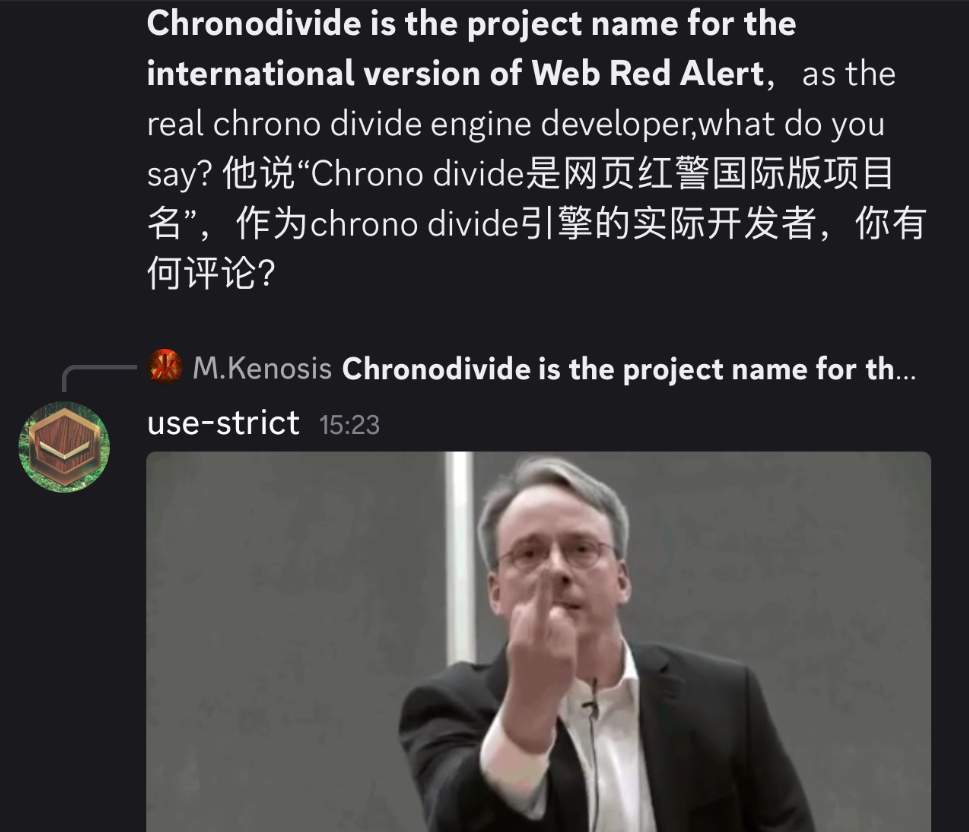 Chronodivide is the project name for the
international version of Web Red Alert， as the
real chrono divide engine developer,what do you
say? 他说“Chrono divide是网页红警国际版项目
名”，作为chrono divide引擎的实际开发者，你有
何评论?
M.Kenosis Chronodivide is the project name for th...
use-strict 15:23